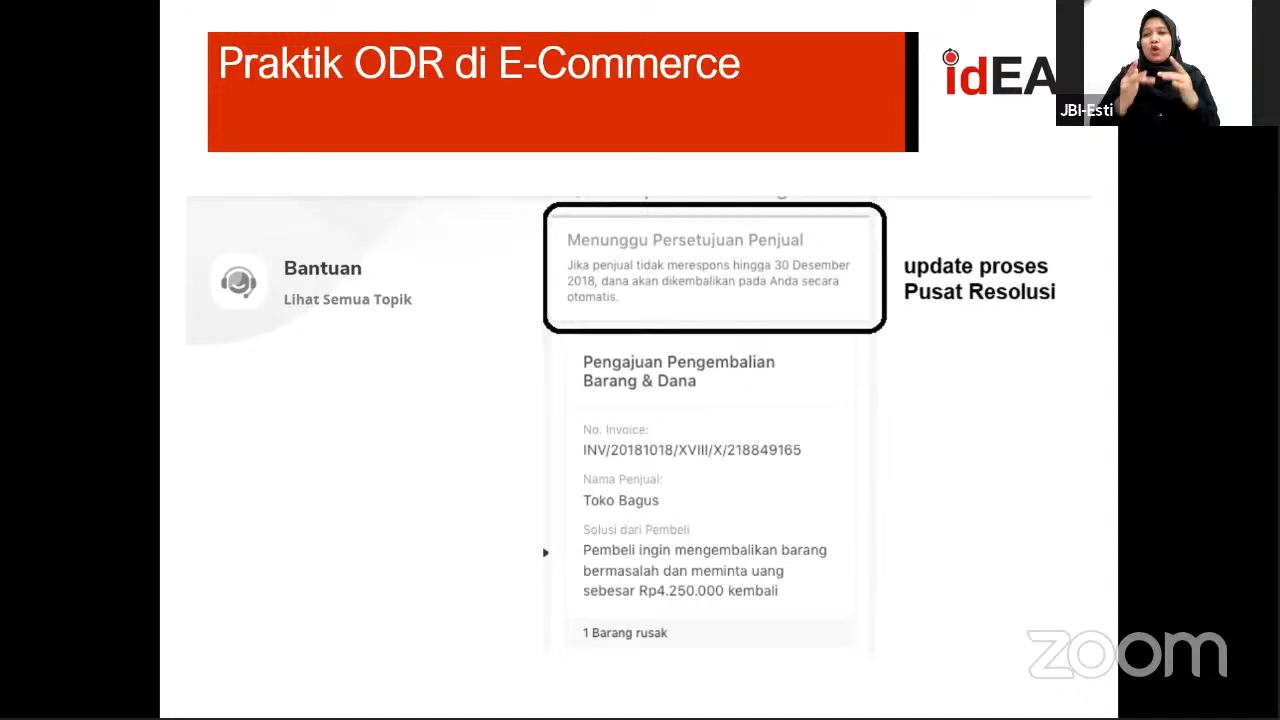 Praktik ODR di E-Commerce
idEA
JBI-Esti
Bantuan
Lihat Semua Topik
Menunggu Persetujuan Penjual
Jika penjual tidak merespons hingga 30 Desember
2018, dana akan dikembalikan pada Anda secara
otomatis.
update proses
Pusat Resolusi
Pengajuan Pengembalian
Barang & Dana
No. Invoice:
INV/20181018/XVIII/X/218849165
Nama Penjual:
Toko Bagus
Solusi dari Pembeli
Pembeli ingin mengembalikan barang
bermasalah dan meminta uang
sebesar Rp4.250.000 kembali
1 Barang rusak
zoom